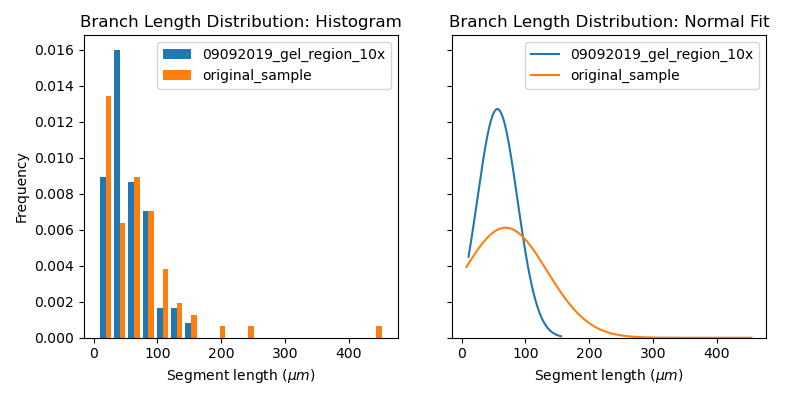 Branch Length Distribution: Histogram
Branch Length Distribution: Normal Fit
09092019_gel_region_10x
original_sample
09092019_gel_region_10x
original_sample
Frequency
0.016
0.014
0.012
0.010
0.008
0.006
0.004
0.002
0.000
0 100 200 300 400
0 100 200 300 400
Segment length (μm)
Segment length (μm)